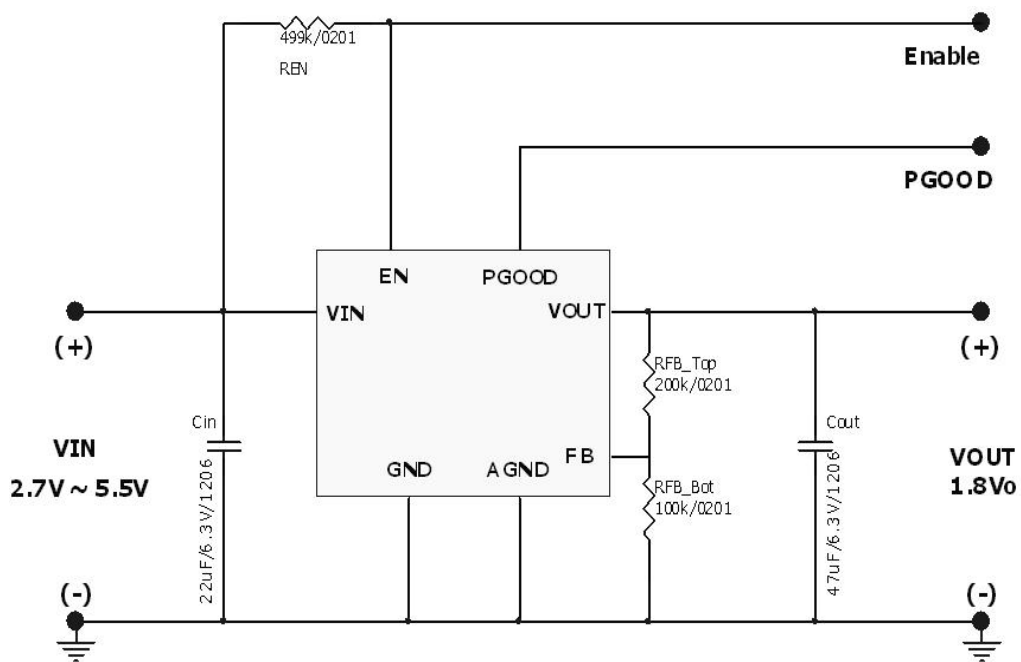 499k/0201
REN
Enable
PGOOD
EN
PGOOD
VIN
VOUT
(+)
(+)
RFB_Top
200k/0201
Cin
Cout
VIN
2.7V ~ 5.5V
22uF/6.3V/1206
GND
AGND
FB
RFB_Bot
100k/0201
47uF/6.3V/1206
VOUT
1.8Vo
(-)
(-)